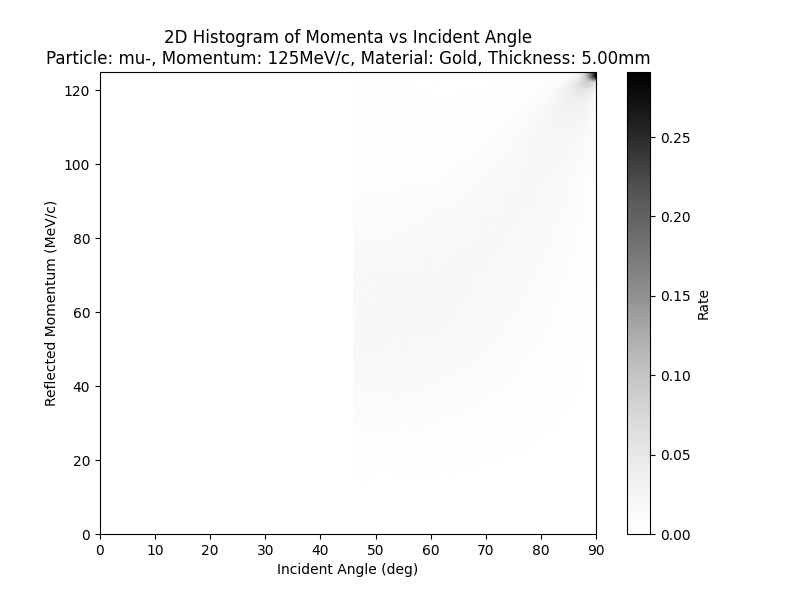 2D Histogram of Momenta vs Incident Angle
Particle: mu-, Momentum: 125MeV/c, Material: Gold, Thickness: 5.00mm
120
100
80
60
40
20
0
Reflected Momentum (MeV/c)
0 10 20 30 40 50 60 70 80 90
Incident Angle (deg)
0.25
0.20
0.15
0.10
0.05
0.00
Rate